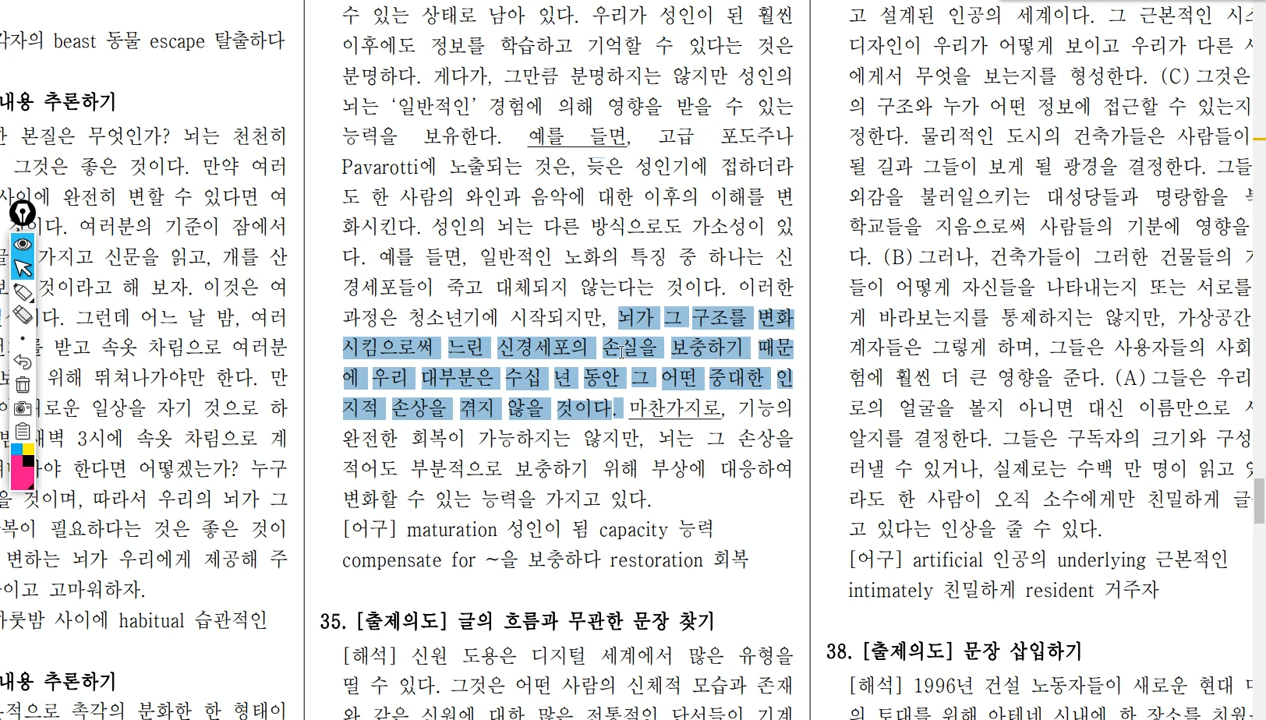 각자의 beast 동물 escape 탈출하다
내용 추론하기
한 본질은 무엇인가? 뇌는 천천히
그것은 좋은 것이다. 만약 여러
사이에 완전히 변할 수 있다면 여
이다. 여러분의 기준이 잠에서
가지고 신문을 읽고, 개를 산
것이라고 해 보자. 이것은 여
다. 그런데 어느 날 밤, 여러
받고 속옷 차림으로 여러분
위해 뛰쳐나가야만 한다. 만
로운 일상을 자기 것으로 하
새벽 3시에 속옷 차림으로 계
야 한다면 어떻겠는가? 누구
것이며, 따라서 우리의 뇌가 그
복이 필요하다는 것은 좋은 것이
변하는 뇌가 우리에게 제공해 주
이고 고마워하자.
하룻밤 사이에 habitual 습관적인
내용 추론하기
적으로 촉각의 분화한 한 형태이
수 있는 상태로 남아 있다. 우리가 성인이 된 훨씬
이후에도 정보를 학습하고 기억할 수 있다는 것은
분명하다. 게다가, 그만큼 분명하지는 않지만 성인의
뇌는 ‘일반적인’ 경험에 의해 영향을 받을 수 있는
능력을 보유한다. 예를 들면, 고급 포도주나
Pavarotti에 노출되는 것은, 늦은 성인기에 접하더라
도 한 사람의 와인과 음악에 대한 이후의 이해를 변
화시킨다. 성인의 뇌는 다른 방식으로도 가소성이 있
다. 예를 들면, 일반적인 노화의 특징 중 하나는 신
경세포들이 죽고 대체되지 않는다는 것이다. 이러한
과정은 청소년기에 시작되지만, 뇌가 그 구조를 변화
시킴으로써 느린 신경세포의 손실을 보충하기 때문
에 우리 대부분은 수십 년 동안 그 어떤 중대한 인
지적 손상을 겪지 않을 것이다. 마찬가지로, 기능의
완전한 회복이 가능하지는 않지만, 뇌는 그 손상을
적어도 부분적으로 보충하기 위해 부상에 대응하여
변화할 수 있는 능력을 가지고 있다.
[어구] maturation 성인이 됨 capacity 능력
compensate for ~을 보충하다 restoration 회복
35. [출제의도] 글의 흐름과 무관한 문장 찾기
[해석] 신원 도용은 디지털 세계에서 많은 유형을
띨 수 있다. 그것은 어떤 사람의 신체적 모습과 존재
와 같은 신원에 대한 많은 전통적인 단서들이 기계
고 설계된 인공의 세계이다. 그 근본적인 시스
디자인이 우리가 어떻게 보이고 우리가 다른 사
에게서 무엇을 보는지를 형성한다. (C) 그것은
의 구조와 누가 어떤 정보에 접근할 수 있는지
정한다. 물리적인 도시의 건축가들은 사람들이
될 길과 그들이 보게 될 광경을 결정한다. 그들
외감을 불러일으키는 대성당들과 명랑함을 북
학교들을 지음으로써 사람들의 기분에 영향을
다. (B) 그러나, 건축가들이 그러한 건물들의 거
들이 어떻게 자신들을 나타내는지 또는 서로를
게 바라보는지를 통제하지는 않지만, 가상공간
계자들은 그렇게 하며, 그들은 사용자들의 사회
험에 훨씬 더 큰 영향을 준다. (A) 그들은 우리
로의 얼굴을 볼지 아니면 대신 이름만으로 서
알지를 결정한다. 그들은 구독자의 크기와 구성
러낼 수 있거나, 실제로는 수백 만 명이 읽고 있
라도 한 사람이 오직 소수에게만 친밀하게 글
고 있다는 인상을 줄 수 있다.
[어구] artificial 인공의 underlying 근본적인
intimately 친밀하게 resident 거주자
38. [출제의도] 문장 삽입하기
[해석] 1996년 건설 노동자들이 새로운 현대 미
의 토대를 위해 아테네 시내에 한 장소를 치워